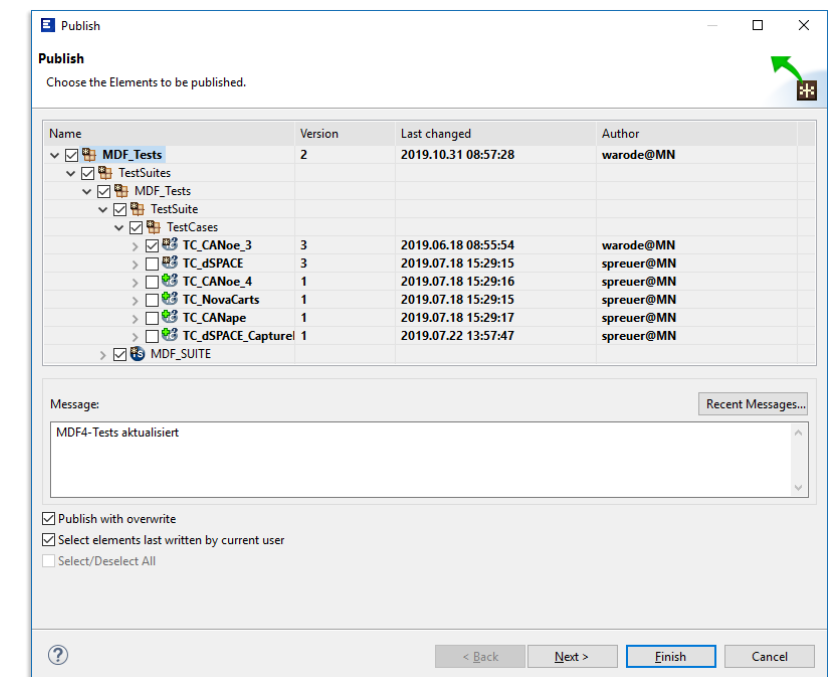 Publish
Publish
Choose the Elements to be published.
Name Version Last changed Author
MDF_Tests 2 2019.10.31 08:57:28 warode@MN
TestSuites
MDF_Tests
TestSuite
TestCases
TC_CANoe_3 3 2019.06.18 08:55:54 warode@MN
TC_dSPACE 3 2019.07.18 15:29:15 spreuer@MN
TC_CANoe_4 1 2019.07.18 15:29:16 spreuer@MN
TC_NovaCarts 1 2019.07.18 15:29:15 spreuer@MN
TC_CANape 1 2019.07.18 15:29:17 spreuer@MN
TC_dSPACE_Capturel 1 2019.07.22 13:57:47 spreuer@MN
MDF_SUITE
Message: Recent Messages...
MDF4-Tests aktualisiert
Publish with overwrite
Select elements last written by current user
Select/Deselect All
? < Back Next > Finish Cancel